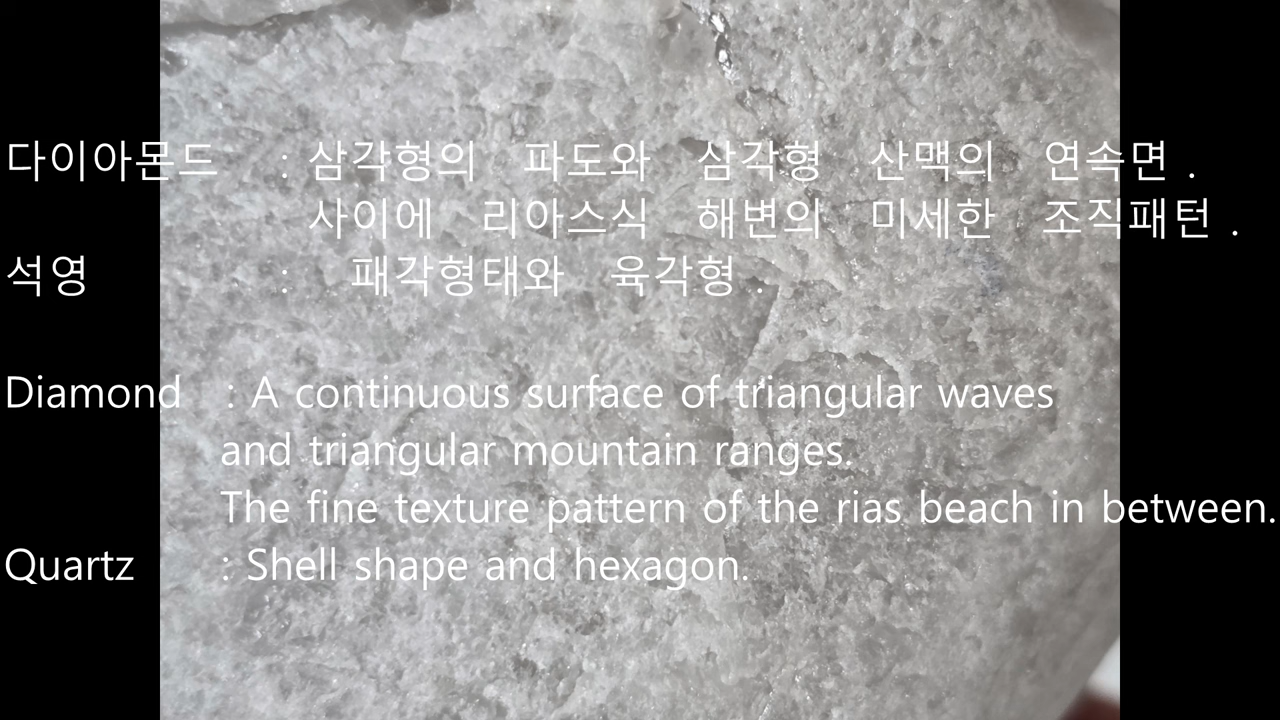 다이아몬드 : 삼각형의 파도와 삼각형 산맥의 연속면 .
사이에 리아스식 해변의 미세한 조직패턴 .
석영 : 패각형태와 육각형 .
Diamond : A continuous surface of triangular waves
and triangular mountain ranges.
The fine texture pattern of the rias beach in between.
Quartz : Shell shape and hexagon.